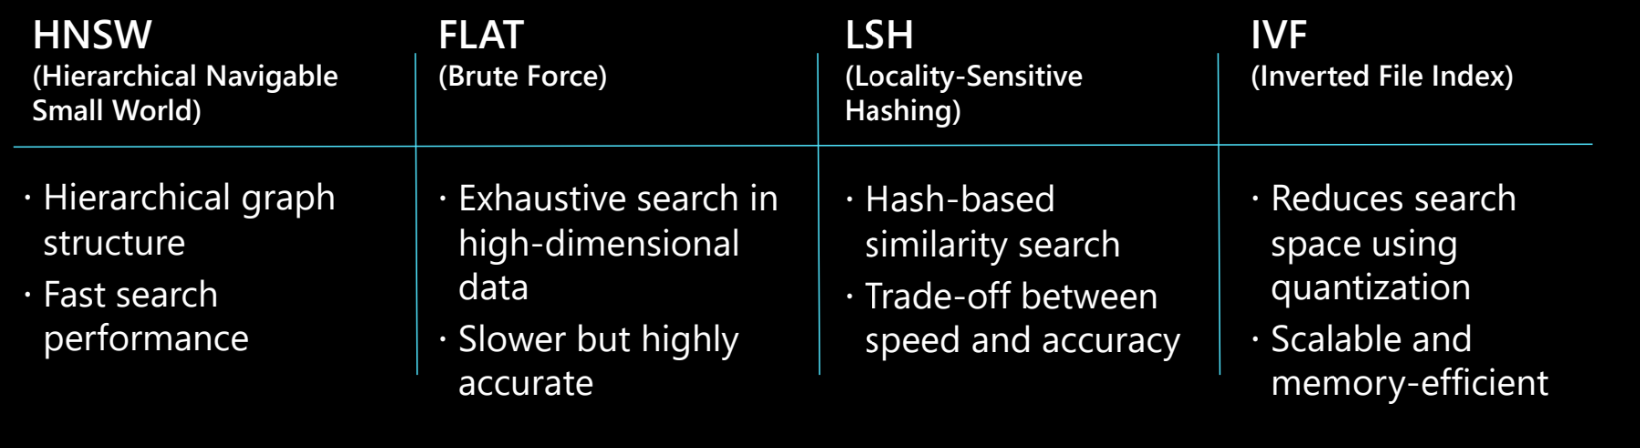 HNSW
(Hierarchical Navigable
Small World)
· Hierarchical graph
structure
· Fast search
performance
FLAT
(Brute Force)
· Exhaustive search in
high-dimensional
data
· Slower but highly
accurate
LSH
(Locality-Sensitive
Hashing)
· Hash-based
similarity search
· Trade-off between
speed and accuracy
IVF
(Inverted File Index)
· Reduces search
space using
quantization
· Scalable and
memory-efficient